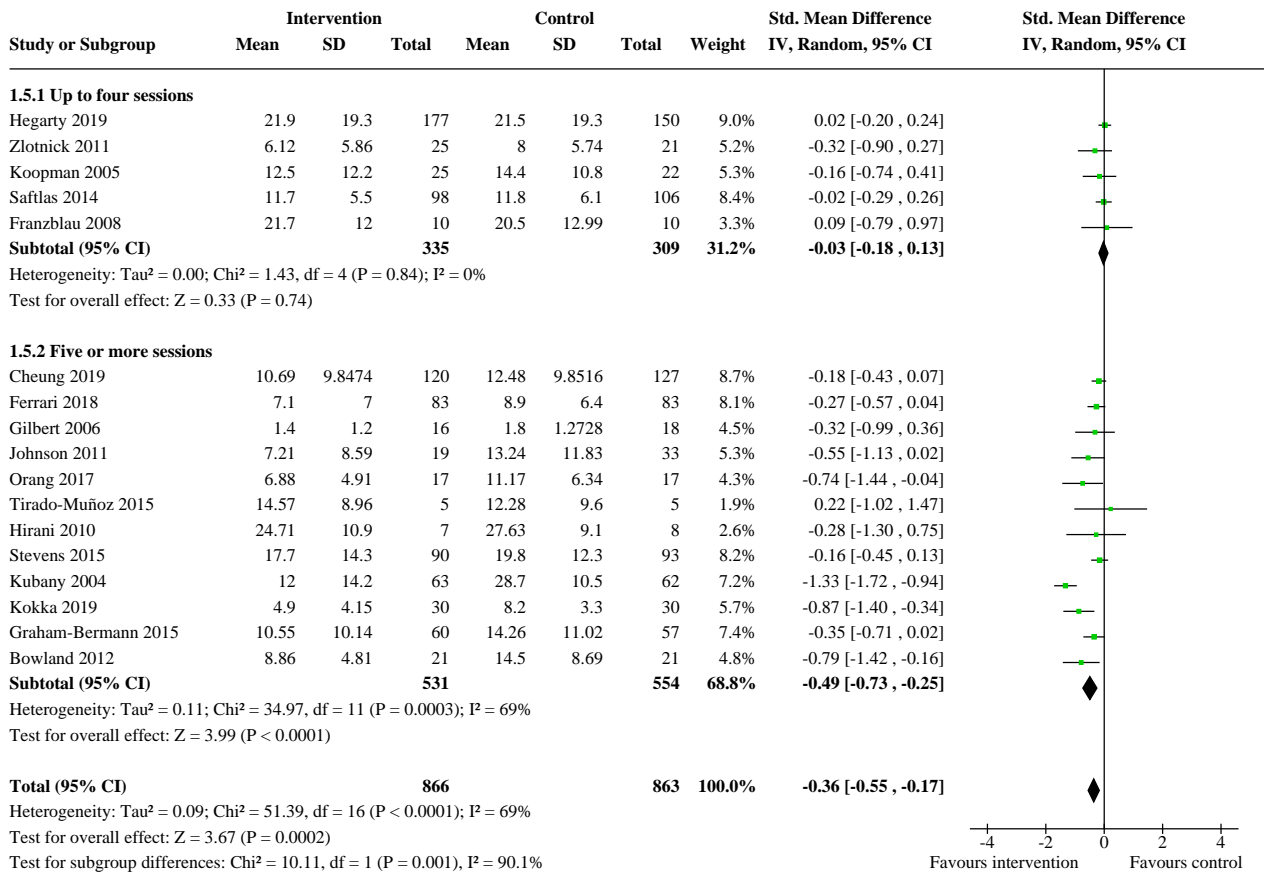 Intervention Control Std. Mean Difference Std. Mean Difference
Study or Subgroup Mean SD Total Mean SD Total Weight IV, Random, 95% CI IV, Random, 95% CI
1.5.1 Up to four sessions
Hegarty 2019 21.9 19.3 177 21.5 19.3 150 9.0% 0.02 [-0.20 , 0.24]
Zlotnick 2011 6.12 5.86 25 8 5.74 21 5.2% -0.32 [-0.90 , 0.27]
Koopman 2005 12.5 12.2 25 14.4 10.8 22 5.3% -0.16 [-0.74 , 0.41]
Saftlas 2014 11.7 5.5 98 11.8 6.1 106 8.4% -0.02 [-0.29 , 0.26]
Franzblau 2008 21.7 12 10 20.5 12.99 10 3.3% 0.09 [-0.79 , 0.97]
Subtotal (95% CI) 335 309 31.2% -0.03 [-0.18 , 0.13]
Heterogeneity: Tau² = 0.00; Chi² = 1.43, df = 4 (P = 0.84); I² = 0%
Test for overall effect: Z = 0.33 (P = 0.74)
1.5.2 Five or more sessions
Cheung 2019 10.69 9.8474 120 12.48 9.8516 127 8.7% -0.18 [-0.43 , 0.07]
Ferrari 2018 7.1 7 83 8.9 6.4 83 8.1% -0.27 [-0.57 , 0.04]
Gilbert 2006 1.4 1.2 16 1.8 1.2728 18 4.5% -0.32 [-0.99 , 0.36]
Johnson 2011 7.21 8.59 19 13.24 11.83 33 5.3% -0.55 [-1.13 , 0.02]
Orang 2017 6.88 4.91 17 11.17 6.34 17 4.3% -0.74 [-1.44 , -0.04]
Tirado-Muñoz 2015 14.57 8.96 5 12.28 9.6 5 1.9% 0.22 [-1.02 , 1.47]
Hirani 2010 24.71 10.9 7 27.63 9.1 8 2.6% -0.28 [-1.30 , 0.75]
Stevens 2015 17.7 14.3 90 19.8 12.3 93 8.2% -0.16 [-0.45 , 0.13]
Kubany 2004 12 14.2 63 28.7 10.5 62 7.2% -1.33 [-1.72 , -0.94]
Kokka 2019 4.9 4.15 30 8.2 3.3 30 5.7% -0.87 [-1.40 , -0.34]
Graham-Bermann 2015 10.55 10.14 60 14.26 11.02 57 7.4% -0.35 [-0.71 , 0.02]
Bowland 2012 8.86 4.81 21 14.5 8.69 21 4.8% -0.79 [-1.42 , -0.16]
Subtotal (95% CI) 531 554 68.8% -0.49 [-0.73 , -0.25]
Heterogeneity: Tau² = 0.11; Chi² = 34.97, df = 11 (P = 0.0003); I² = 69%
Test for overall effect: Z = 3.99 (P < 0.0001)
Total (95% CI) 866 863 100.0% -0.36 [-0.55 , -0.17]
Heterogeneity: Tau² = 0.09; Chi² = 51.39, df = 16 (P < 0.0001); I² = 69%
Test for overall effect: Z = 3.67 (P = 0.0002)
Test for subgroup differences: Chi² = 10.11, df = 1 (P = 0.001), I² = 90.1%
-4 -2 0 2 4
Favours intervention Favours control